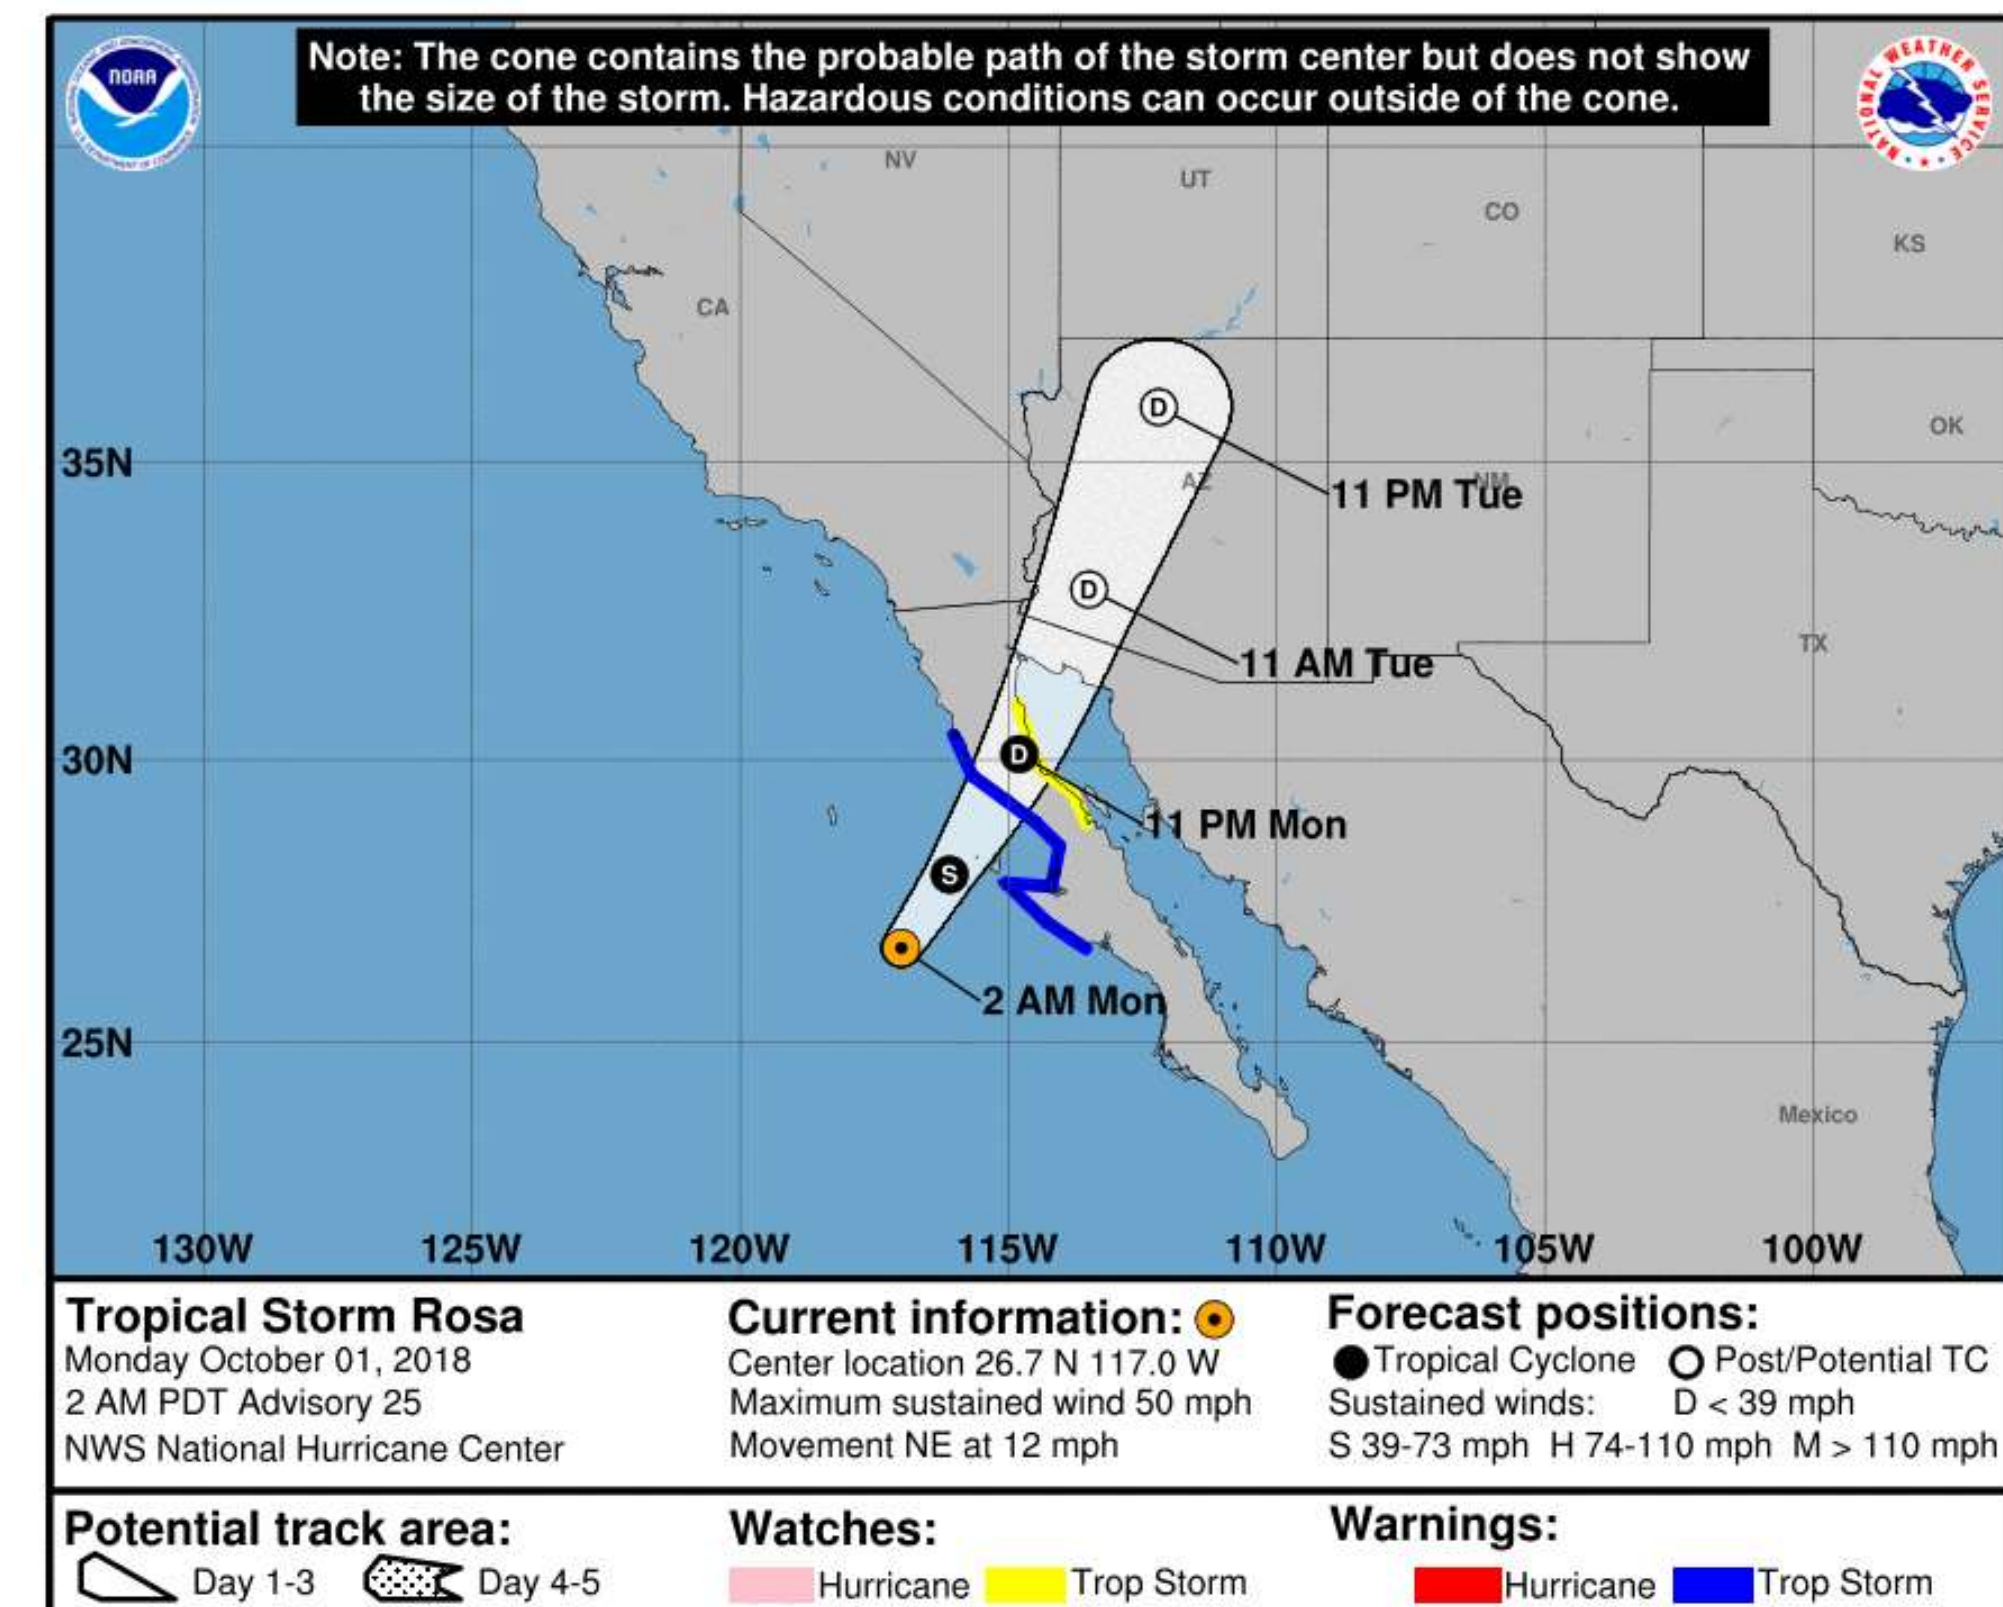 Note: The cone contains the probable path of the storm center but does not show
the size of the storm. Hazardous conditions can occur outside of the cone.
NOAA
NATIONAL WEATHER SERVICE
NV
UT
CO
KS
CA
D
OK
35N
AZ
NM
11 PM Tue
D
11 AM Tue
TX
30N
D
11 PM Mon
S
2 AM Mon
25N
Mexico
130W 125W 120W 115W 110W 105W 100W
Tropical Storm Rosa
Monday October 01, 2018
2 AM PDT Advisory 25
NWS National Hurricane Center
Current information:
Center location 26.7 N 117.0 W
Maximum sustained wind 50 mph
Movement NE at 12 mph
Forecast positions:
Tropical Cyclone Post/Potential TC
Sustained winds: D < 39 mph
S 39-73 mph H 74-110 mph M > 110 mph
Potential track area:
Day 1-3 Day 4-5
Watches:
Hurricane Trop Storm
Warnings:
Hurricane Trop Storm